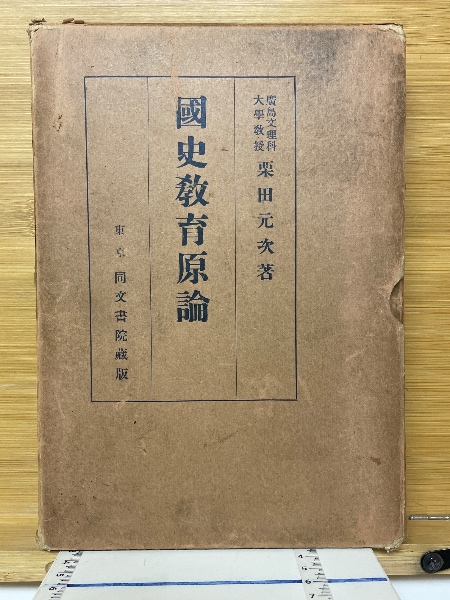 廣島文理科
大學教授
栗田元次著
國史教育原論
東京 同文書院藏版